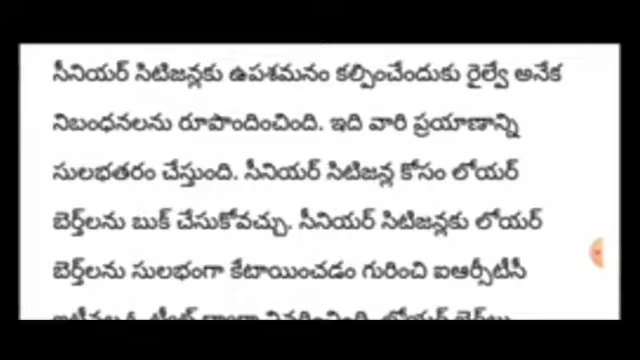 సీనియర్ సిటిజన్లకు ఉపశమనం కల్పించేందుకు రైల్వే అనేక
నిబంధనలను రూపొందించింది. ఇది వారి ప్రయాణాన్ని
సులభతరం చేస్తుంది. సీనియర్ సిటిజన్ల కోసం లోయర్
బెర్త్‌లను బుక్ చేసుకోవచ్చు. సీనియర్ సిటిజన్లకు లోయర్
బెర్త్‌లను సులభంగా కేటాయించడం గురించి ఐఆర్సీటీసీ